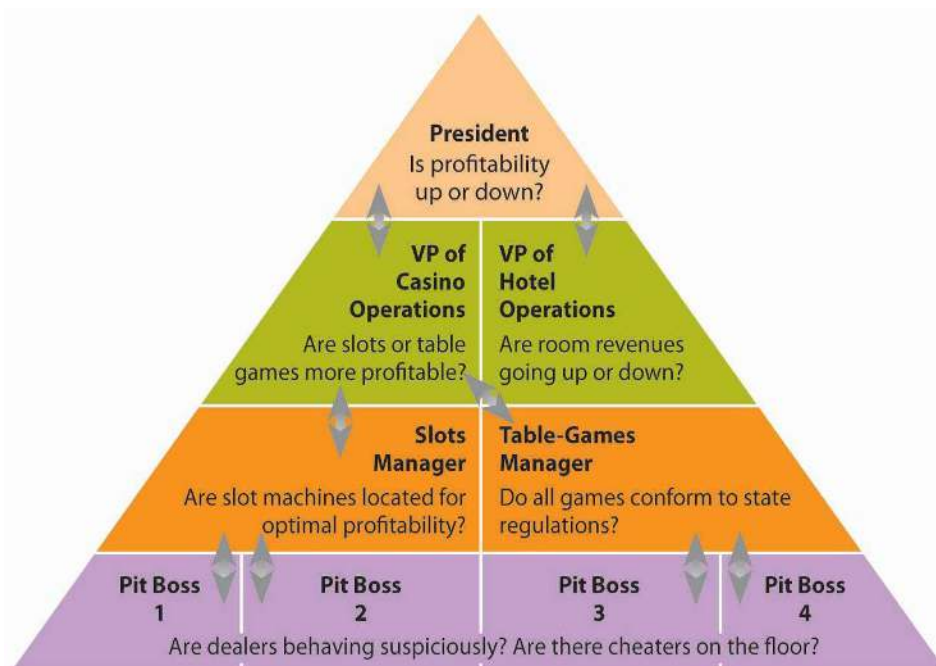 President
Is profitability
up or down?
VP of
Casino
Operations
Are slots or table
games more profitable?
VP of
Hotel
Operations
Are room revenues
going up or down?
Slots
Manager
Are slot machines located for
optimal profitability?
Table-Games
Manager
Do all games conform to state
regulations?
Pit Boss
1
Pit Boss
2
Pit Boss
3
Pit Boss
4
Are dealers behaving suspiciously? Are there cheaters on the floor?